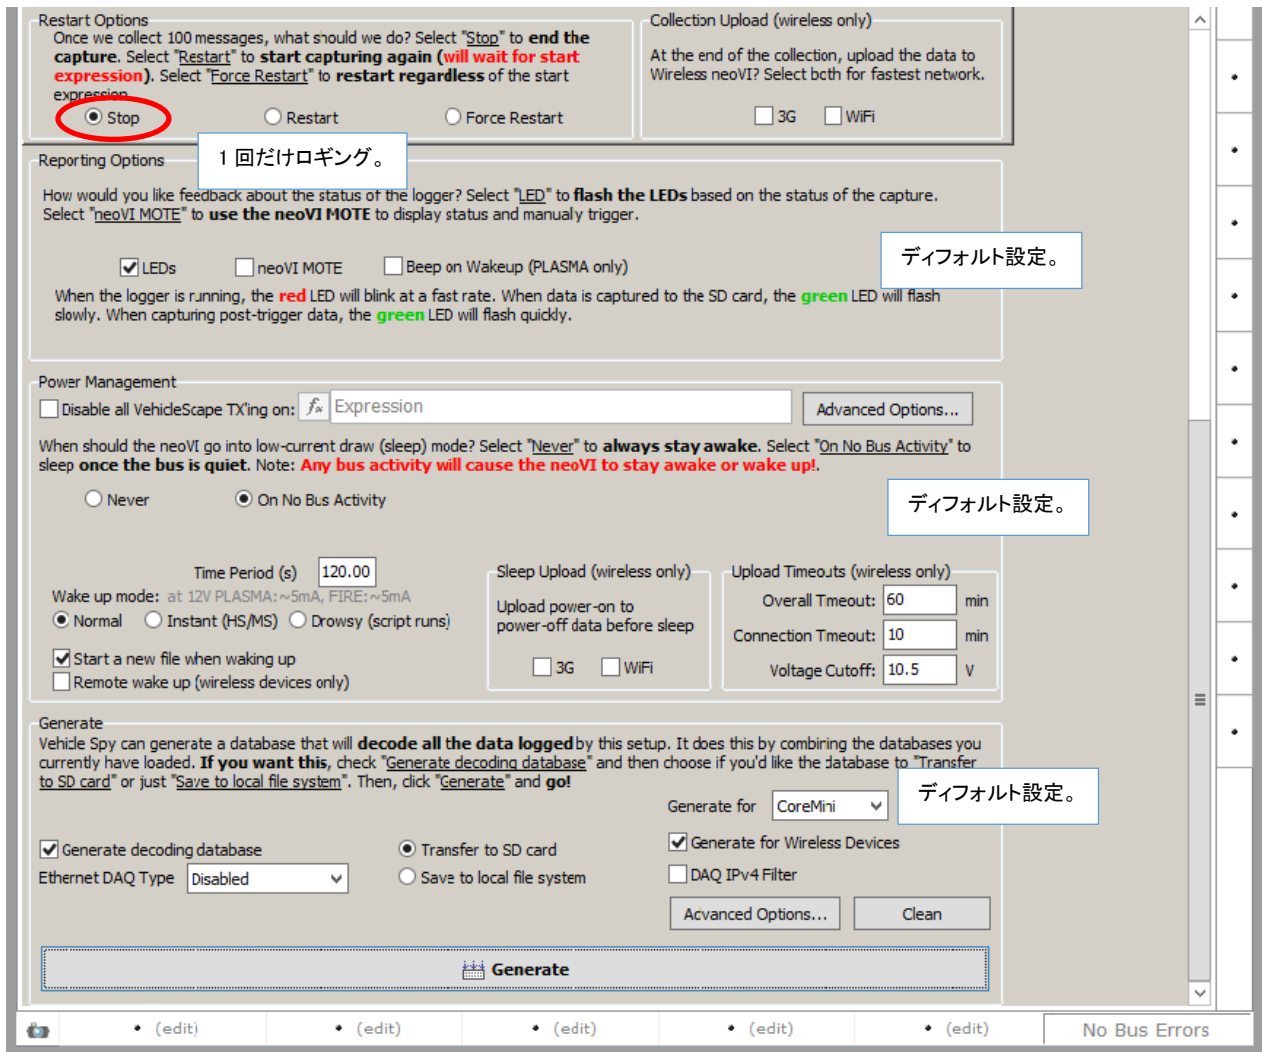 Restart Options
Once we collect 100 messages, what should we do? Select "Stop" to end the
capture. Select "Restart" to start capturing again (will wait for start
expression). Select "Force Restart" to restart regardless of the start
expression
Stop
Restart
Force Restart
Collection Upload (wireless only)
At the end of the collection, upload the data to
Wireless neoVI? Select both for fastest network.
3G
WiFi
1 回だけロギング。
Reporting Options
How would you like feedback about the status of the logger? Select "LED" to flash the LEDs based on the status of the capture.
Select "neoVI MOTE" to use the neoVI MOTE to display status and manually trigger.
ディフォルト設定。
LEDs
neoVI MOTE
Beep on Wakeup (PLASMA only)
When the logger is running, the red LED will blink at a fast rate. When data is captured to the SD card, the green LED will flash
slowly. When capturing post-trigger data, the green LED will flash quickly.
Power Management
Disable all VehicleScape TX'ing on:
fx
Expression
Advanced Options...
When should the neoVI go into low-current draw (sleep) mode? Select "Never" to always stay awake. Select "On No Bus Activity" to
sleep once the bus is quiet. Note: Any bus activity will cause the neoVI to stay awake or wake up!.
Never
On No Bus Activity
ディフォルト設定。
Time Period (s) 120.00
Wake up mode: at 12V PLASMA:~5mA, FIRE:~5mA
Normal
Instant (HS/MS)
Drowsy (script runs)
Start a new file when waking up
Remote wake up (wireless devices only)
Sleep Upload (wireless only)
Upload power-on to
power-off data before sleep
3G
WiFi
Upload Timeouts (wireless only)
Overall Tmeout: 60 min
Connection Tmeout: 10 min
Voltage Cutoff: 10.5 V
Generate
Vehicle Spy can generate a database that will decode all the data logged by this setup. It does this by combining the databases you
currently have loaded. If you want this, check "Generate decoding database" and then choose if you'd like the database to "Transfer
to SD card" or just "Save to local file system". Then, click "Generate" and go!
ディフォルト設定。
Generate for CoreMini
Generate decoding database
Transfer to SD card
Generate for Wireless Devices
Ethernet DAQ Type Disabled
Save to local file system
DAQ IPv4 Filter
Advanced Options...
Clean
Generate
• (edit)
• (edit)
• (edit)
• (edit)
• (edit)
No Bus Errors